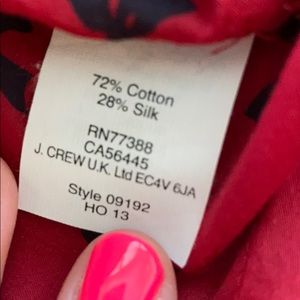 72% Cotton
28% Silk
RN77388
CA56445
J. CREW U.K. Ltd EC4V 6JA
Style 09192
HO 13